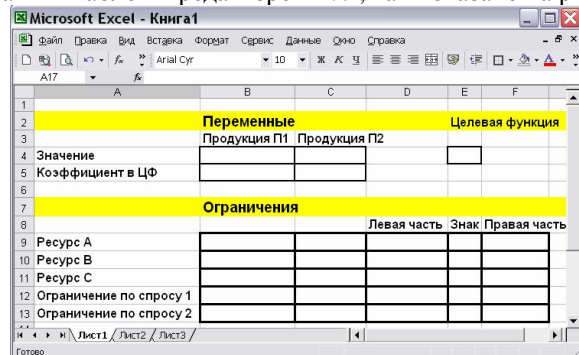 Microsoft Excel - Книга1
Файл Правка Вид Вставка Формат Сервис Данные Окно Справка
Arial Cyr 10 Ж К Ч
A17 fx
A B C D E F
1
2 Переменные Целевая функция
3 Продукция П1 Продукция П2
4 Значение
5 Коэффициент в ЦФ
6
7 Ограничения
8 Левая часть Знак Правая часть
9 Ресурс А
10 Ресурс В
11 Ресурс С
12 Ограничение по спросу 1
13 Ограничение по спросу 2
Лист1 Лист2 Лист3
Готово